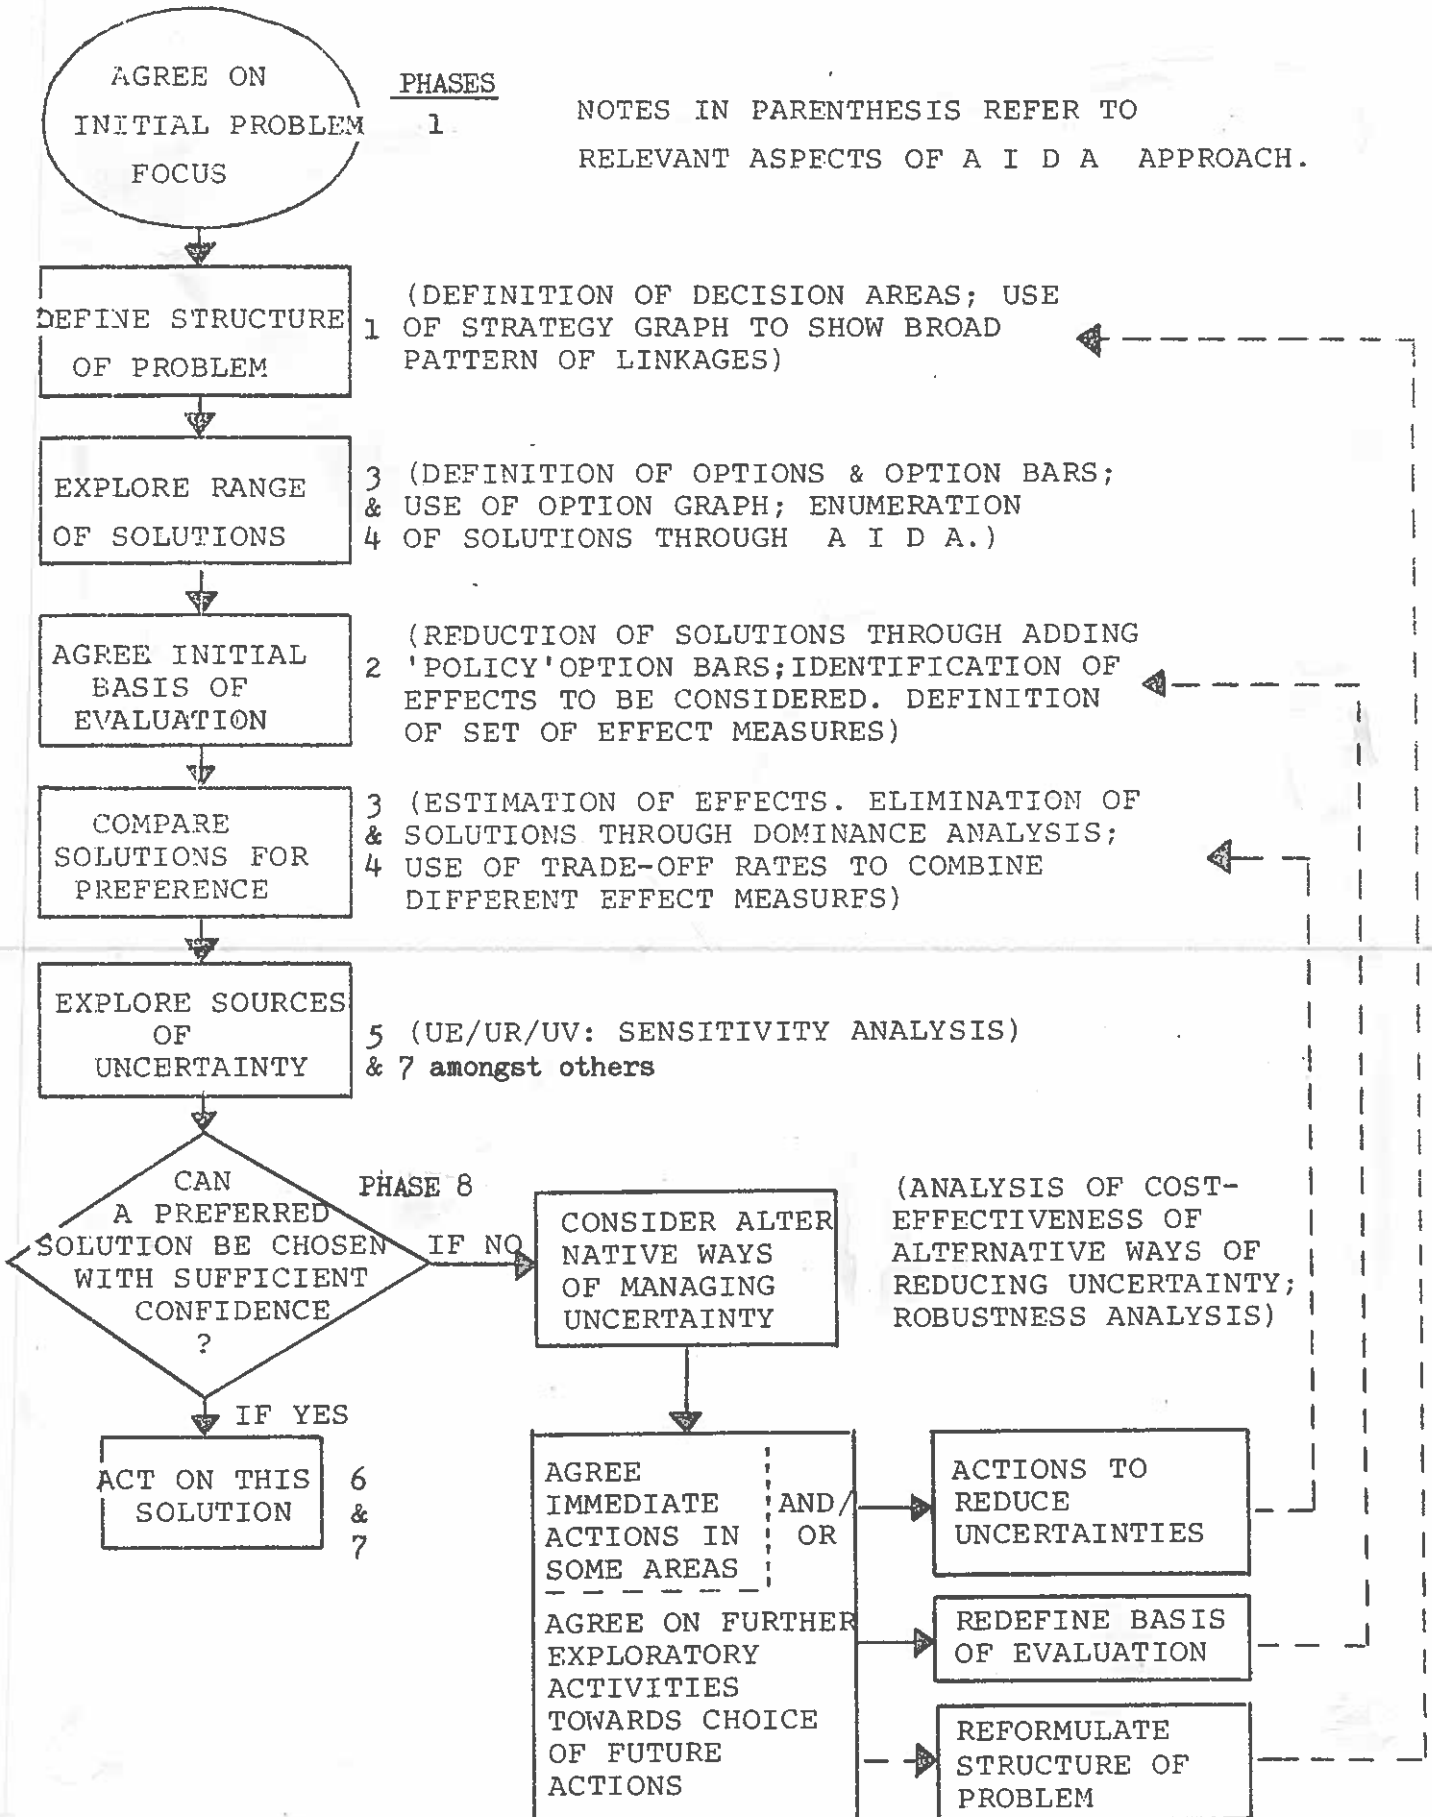 AGREE ON
INITIAL PROBLEM
FOCUS
PHASES
1
NOTES IN PARENTHESIS REFER TO
RELEVANT ASPECTS OF A I D A APPROACH.
DEFINE STRUCTURE
OF PROBLEM
1
(DEFINITION OF DECISION AREAS; USE
OF STRATEGY GRAPH TO SHOW BROAD
PATTERN OF LINKAGES)
EXPLORE RANGE
OF SOLUTIONS
3
&
4
(DEFINITION OF OPTIONS & OPTION BARS;
USE OF OPTION GRAPH; ENUMERATION
OF SOLUTIONS THROUGH A I D A.)
AGREE INITIAL
BASIS OF
EVALUATION
2
(REDUCTION OF SOLUTIONS THROUGH ADDING
'POLICY'OPTION BARS;IDENTIFICATION OF
EFFECTS TO BE CONSIDERED. DEFINITION
OF SET OF EFFECT MEASURES)
COMPARE
SOLUTIONS FOR
PREFERENCE
3
&
4
(ESTIMATION OF EFFECTS. ELIMINATION OF
SOLUTIONS THROUGH DOMINANCE ANALYSIS;
USE OF TRADE-OFF RATES TO COMBINE
DIFFERENT EFFECT MEASURES)
EXPLORE SOURCES
OF
UNCERTAINTY
5 (UE/UR/UV: SENSITIVITY ANALYSIS)
& 7 amongst others
CAN
A PREFERRED
SOLUTION BE CHOSEN
WITH SUFFICIENT
CONFIDENCE
?
PHASE 8
IF NO
CONSIDER ALTER
NATIVE WAYS
OF MANAGING
UNCERTAINTY
(ANALYSIS OF COST-
EFFECTIVENESS OF
ALTERNATIVE WAYS OF
REDUCING UNCERTAINTY;
ROBUSTNESS ANALYSIS)
IF YES
ACT ON THIS
SOLUTION
6
&
7
AGREE
IMMEDIATE
ACTIONS IN
SOME AREAS
AND/
OR
AGREE ON FURTHER
EXPLORATORY
ACTIVITIES
TOWARDS CHOICE
OF FUTURE
ACTIONS
ACTIONS TO
REDUCE
UNCERTAINTIES
REDEFINE BASIS
OF EVALUATION
REFORMULATE
STRUCTURE OF
PROBLEM